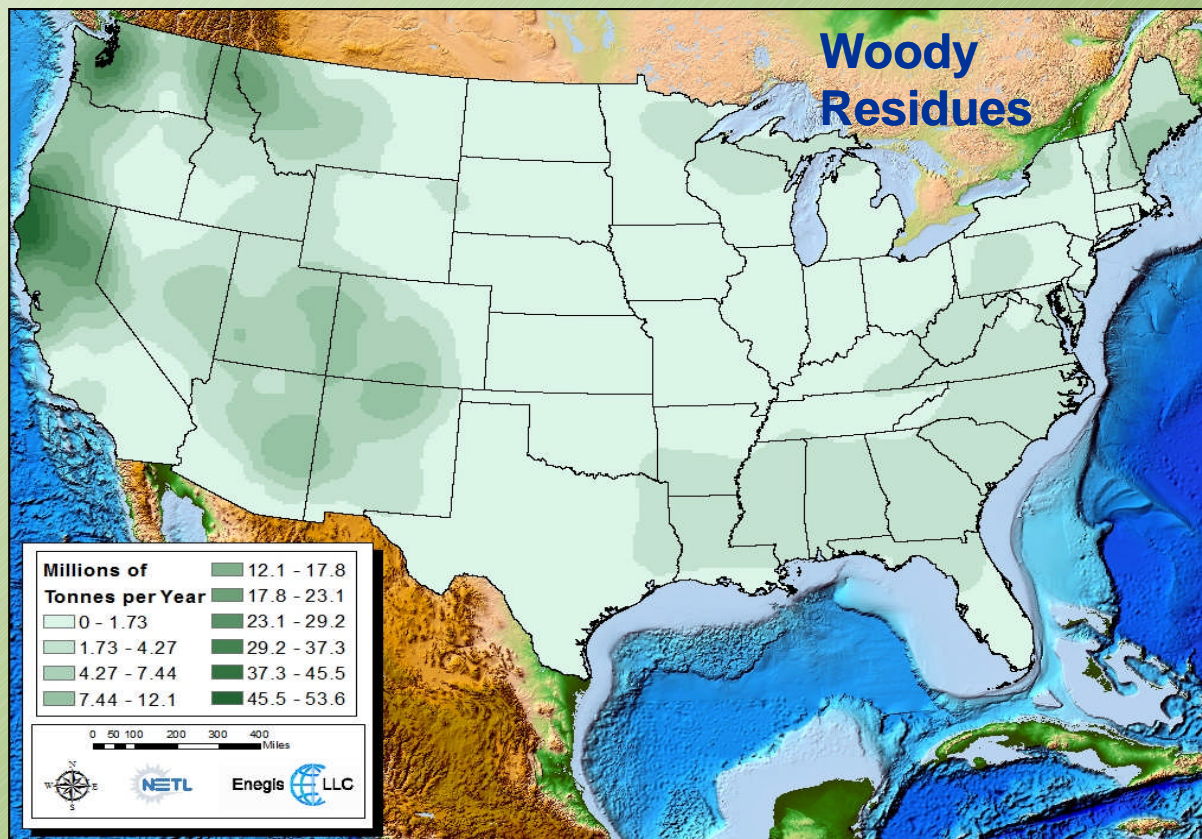 Woody
Residues
Millions of
Tonnes per Year
0 - 1.73
1.73 - 4.27
4.27 - 7.44
7.44 - 12.1
12.1 - 17.8
17.8 - 23.1
23.1 - 29.2
29.2 - 37.3
37.3 - 45.5
45.5 - 53.6
0 50 100 200 300 400
Miles
N
W E
S
NETL
Enegis LLC